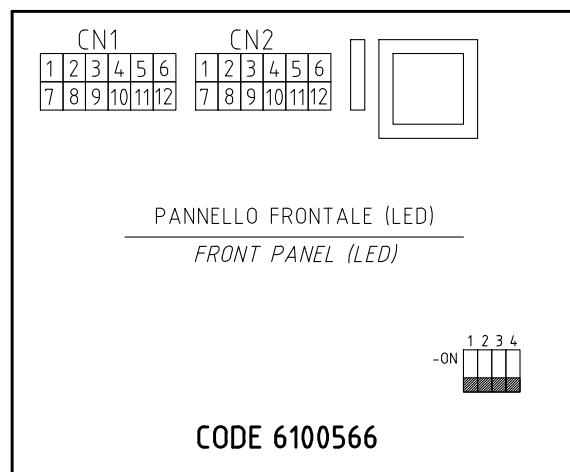 CN1 CN2
1 2 3 4 5 6 1 2 3 4 5 6
7 8 9 10 11 12 7 8 9 10 11 12
PANNELLO FRONTALE (LED)
FRONT PANEL (LED)
1 2 3 4
-ON
CODE 6100566